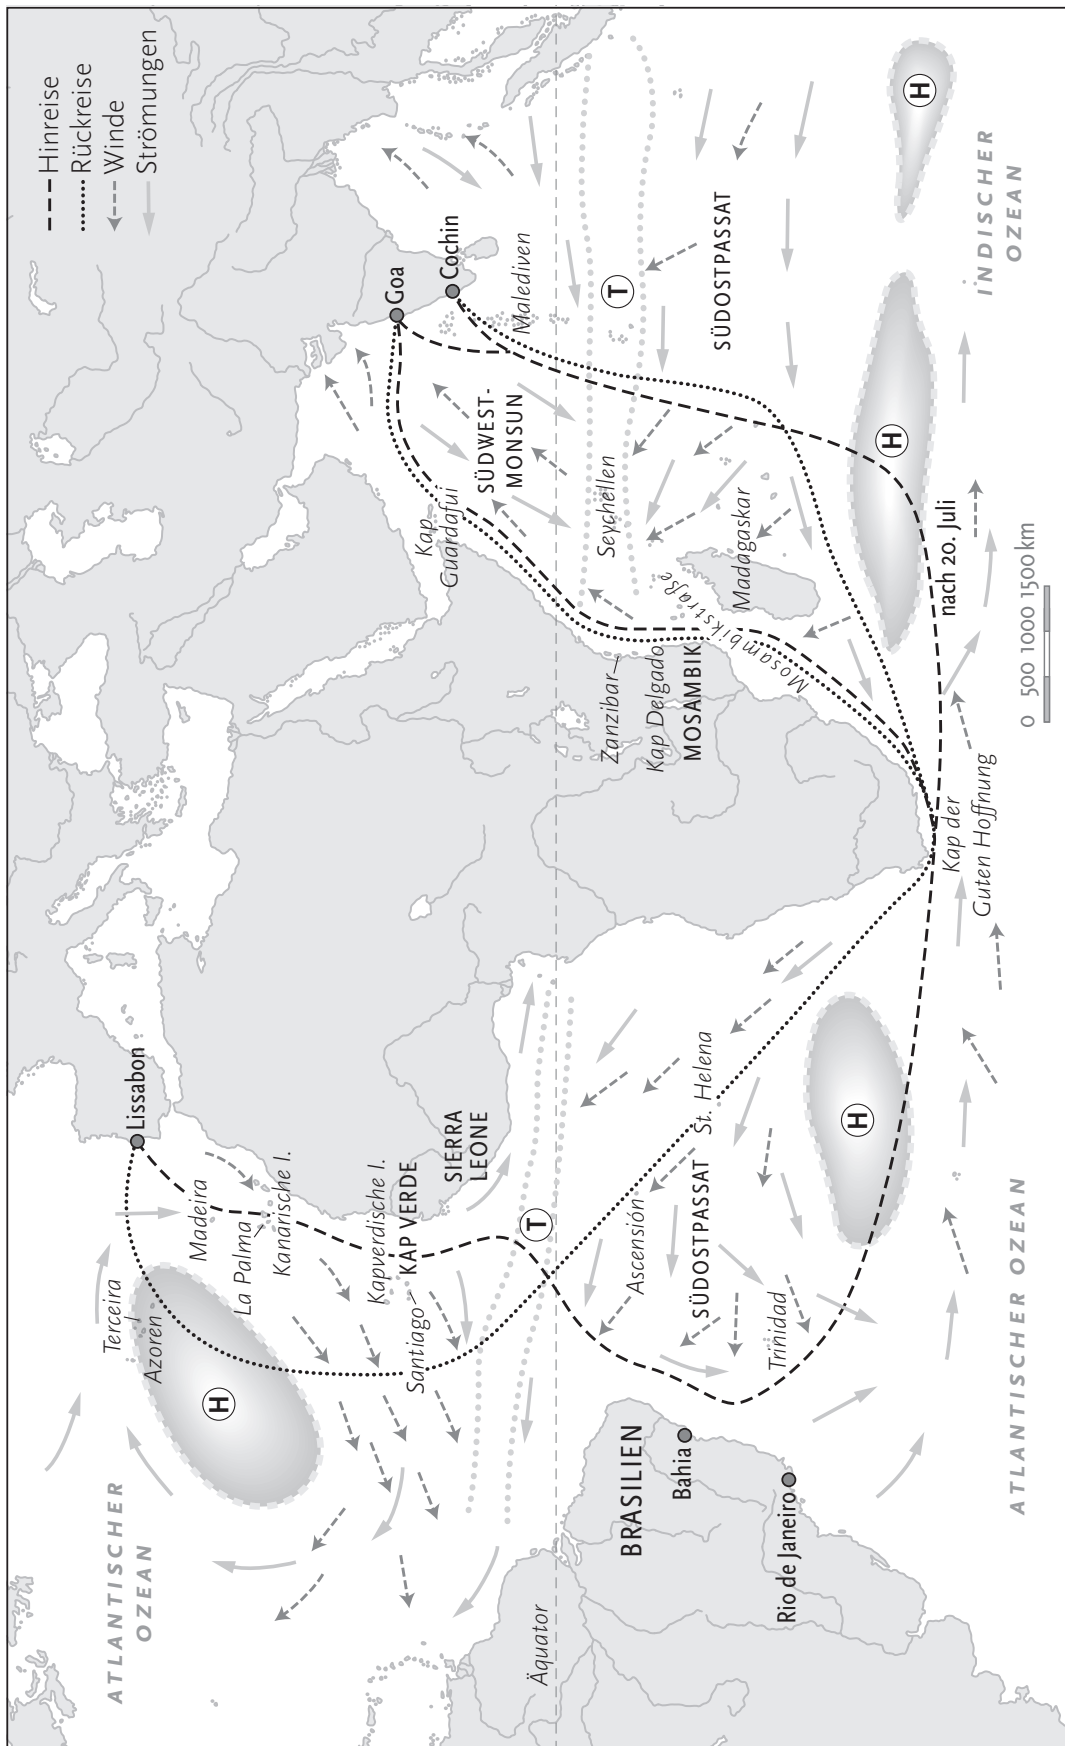 Hinreise
Rückreise
Winde
Strömungen
ATLANTISCHER
OZEAN
Terceira
Azoren
H
Lissabon
Madeira
La Palma
Kanarische I.
Kapverdische I.
KAP VERDE
Santiago
SIERRA
LEONE
T
Äquator
BRASILIEN
Bahia
Rio de Janeiro
Ascensión
St. Helena
SÜDOSTPASSAT
Trinidad
H
ATLANTISCHER OZEAN
Kap der
Guten Hoffnung
Goa
Cochin
Malediven
Kap
Guardafui
SÜDWEST-
MONSUN
Seychellen
T
Zanzibar
Kap Delgado
MOSAMBIK
Mosambikstraße
Madagaskar
SÜDOSTPASSAT
H
H
nach 20. Juli
INDISCHER
OZEAN
0 500 1000 1500 km